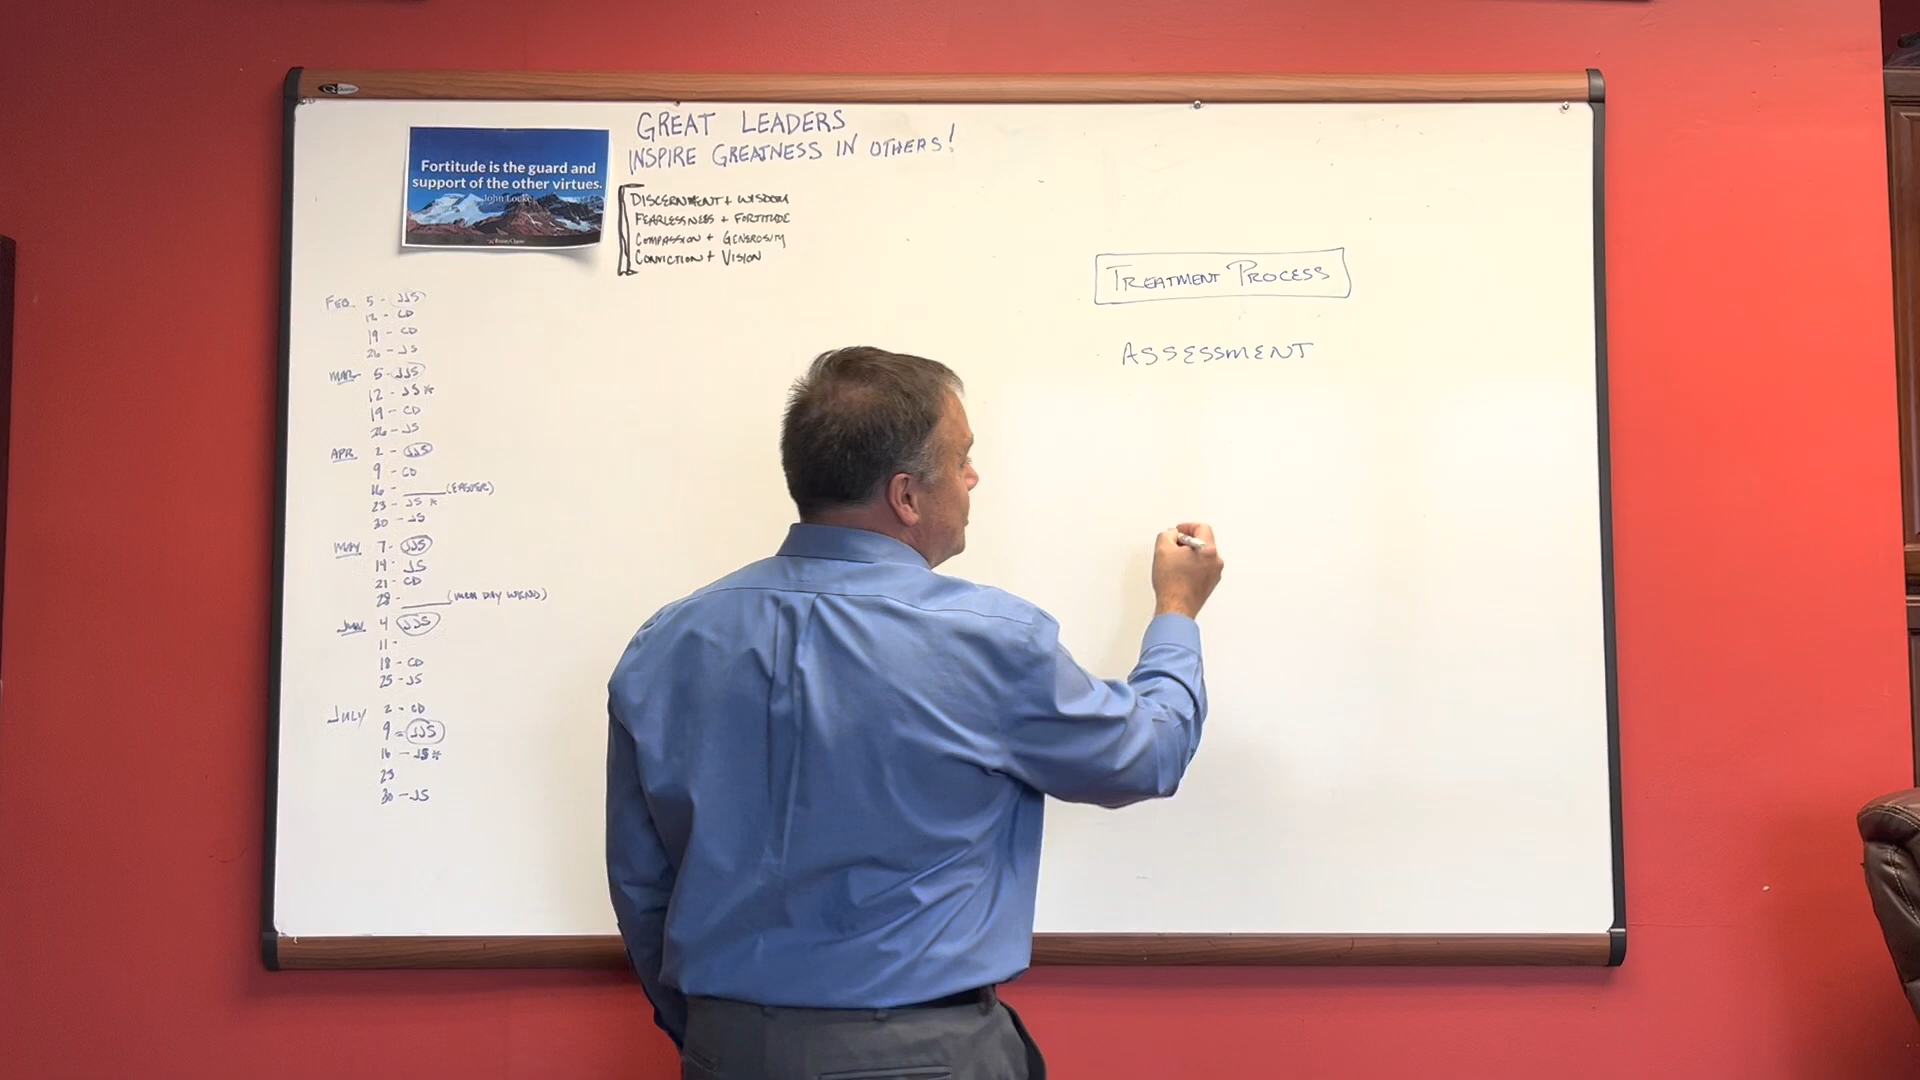 Quartet
GREAT LEADERS
INSPIRE GREATNESS IN OTHERS!
Fortitude is the guard and
support of the other virtues.
John Locke
DISCERNMENT + WISDOM
FEARLESSNESS + FORTITUDE
COMPASSION + GENEROSITY
CONVICTION + VISION
TREATMENT PROCESS
ASSESSMENT
FEB. 5 - JJS
12 - CD
19 - CD
26 - JS
MAR 5 - JJS
12 - JS*
19 - CD
26 - JS
APR. 2 - JJS
9 - CD
16 - ____ (EASTER)
23 - JS *
30 - JS
MAY 7 - JJS
14 - JS
21 - CD
28 - ____ (MEM DAY WKND)
JUN 4 JJS
11 -
18 - CD
25 - JS
JULY 2 - CD
9 - JJS
16 - JS*
23
30 - JS